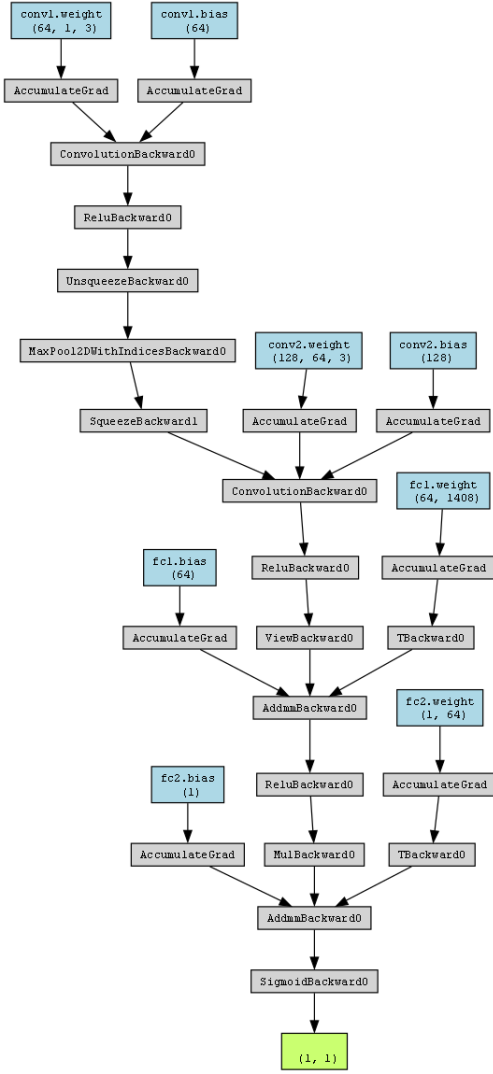 conv1.weight
(64, 1, 3)
conv1.bias
(64)
AccumulateGrad
AccumulateGrad
ConvolutionBackward0
ReluBackward0
UnsqueezeBackward0
MaxPool2DWithIndicesBackward0
conv2.weight
(128, 64, 3)
conv2.bias
(128)
SqueezeBackward1
AccumulateGrad
AccumulateGrad
ConvolutionBackward0
fc1.weight
(64, 1408)
fc1.bias
(64)
ReluBackward0
AccumulateGrad
AccumulateGrad
ViewBackward0
TBackward0
AddmmBackward0
fc2.weight
(1, 64)
fc2.bias
(1)
ReluBackward0
AccumulateGrad
AccumulateGrad
MulBackward0
TBackward0
AddmmBackward0
SigmoidBackward0
(1, 1)